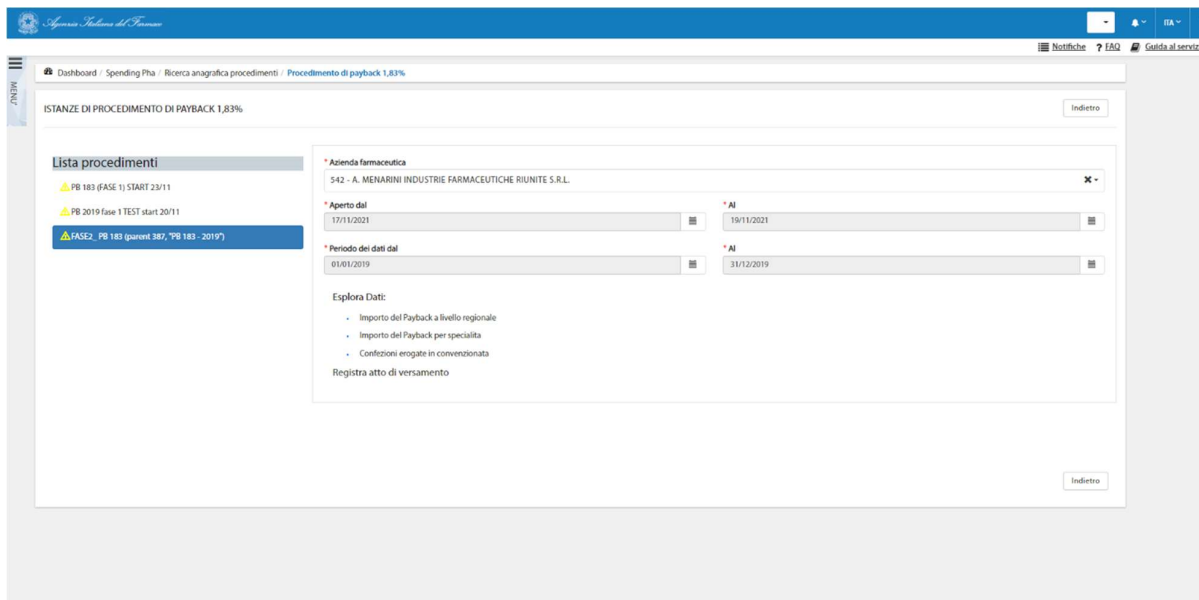 Agenzia Italiana del Farmaco
ITA
Notifiche ? FAQ Guida al serviz
MENU'
Dashboard / Spending Pha / Ricerca anagrafica procedimenti / Procedimento di payback 1,83%
ISTANZE DI PROCEDIMENTO DI PAYBACK 1,83%
Indietro
Lista procedimenti
PB 183 (FASE 1) START 23/11
PB 2019 fase 1 TEST start 20/11
FASE2_ PB 183 (parent 387, "PB 183 - 2019")
* Azienda farmaceutica
542 - A. MENARINI INDUSTRIE FARMACEUTICHE RIUNITE S.R.L.
* Aperto dal
* Al
17/11/2021
19/11/2021
* Periodo dei dati dal
* Al
01/01/2019
31/12/2019
Esplora Dati:
Importo del Payback a livello regionale
Importo del Payback per specialita
Confezioni erogate in convenzionata
Registra atto di versamento
Indietro